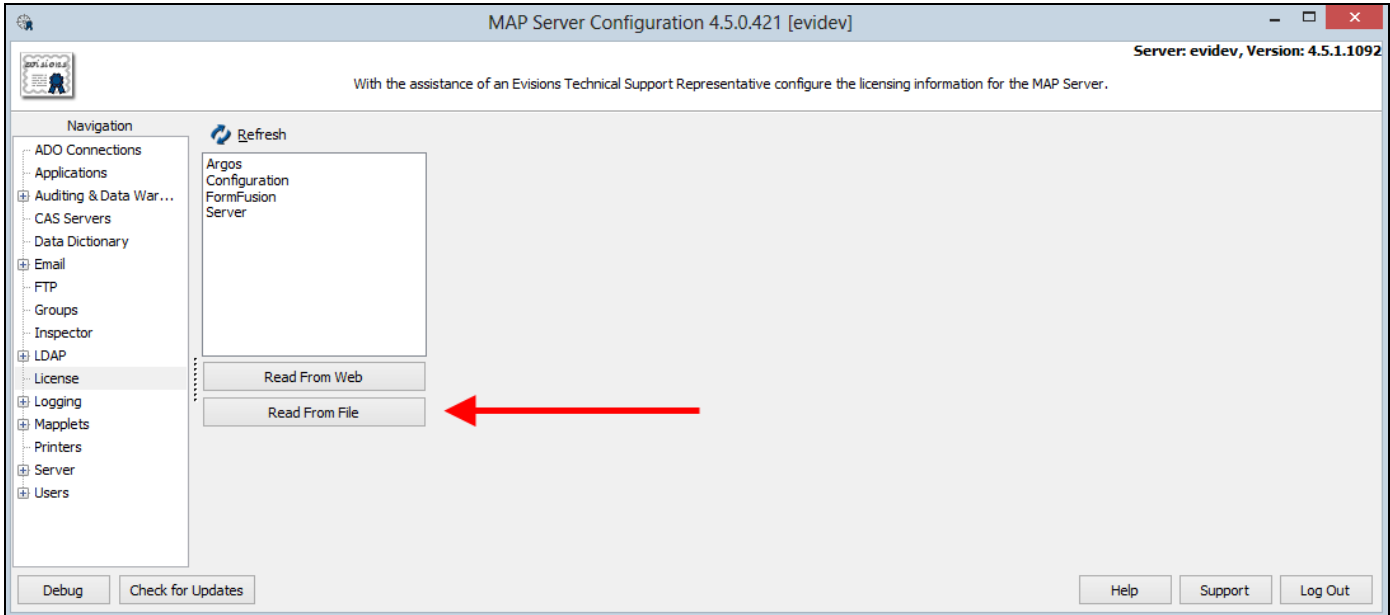 MAP Server Configuration 4.5.0.421 [evidev]
Server: evidev, Version: 4.5.1.1092
evisions
With the assistance of an Evisions Technical Support Representative configure the licensing information for the MAP Server.
Navigation
ADO Connections
Applications
Auditing & Data War...
CAS Servers
Data Dictionary
Email
FTP
Groups
Inspector
LDAP
License
Logging
Mapplets
Printers
Server
Users
Refresh
Argos
Configuration
FormFusion
Server
Read From Web
Read From File
Debug
Check for Updates
Help
Support
Log Out